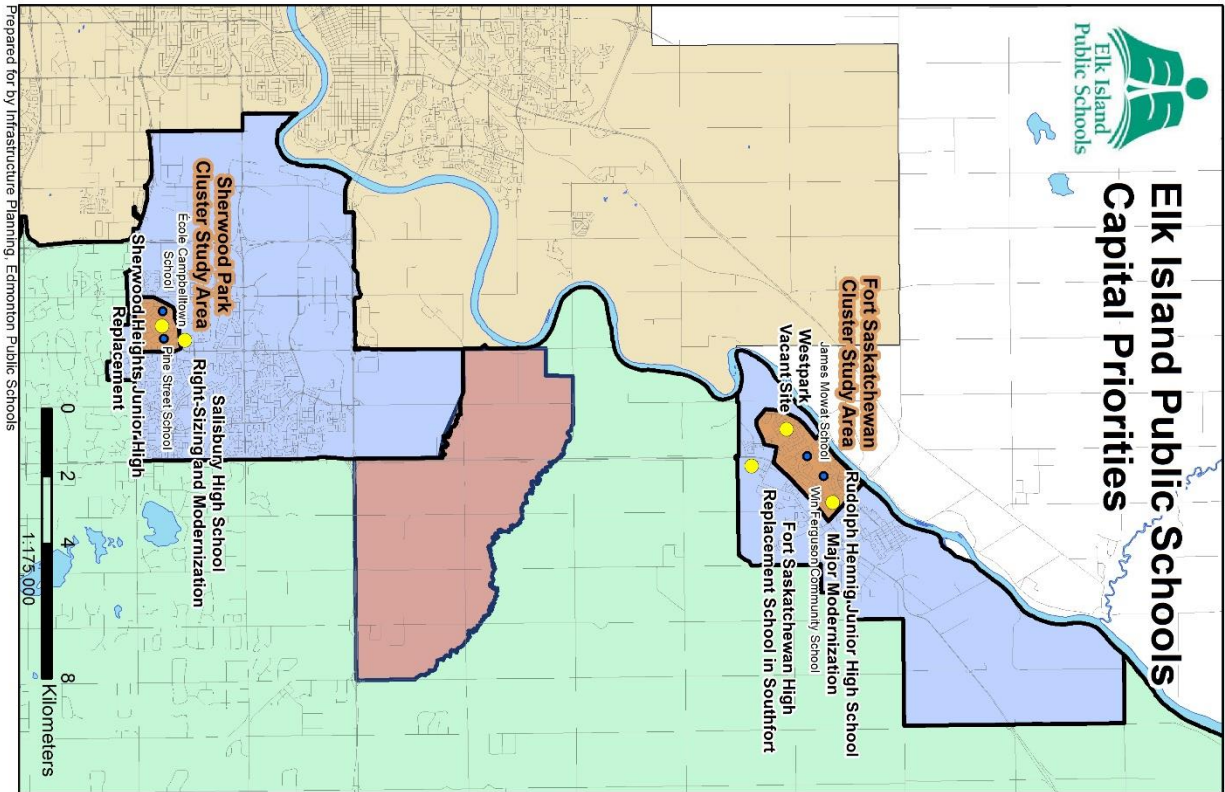 Elk Island
Public Schools
Elk Island Public Schools
Capital Priorities
Fort Saskatchewan
Cluster Study Area
James Mowat School
Westpark
Vacant Site
Rudolph Hennig Junior High School
Major Modernization
Win Ferguson Community School
Fort Saskatchewan High
Replacement School in Southfort
Sherwood Park
Cluster Study Area
École Campbelltown
School
Pine Street School
Sherwood Heights Junior High
Replacement
Salisbury High School
Right-Sizing and Modernization
0 2 4 8
Kilometers
1:175,000
Prepared for by Infrastructure Planning, Edmonton Public Schools